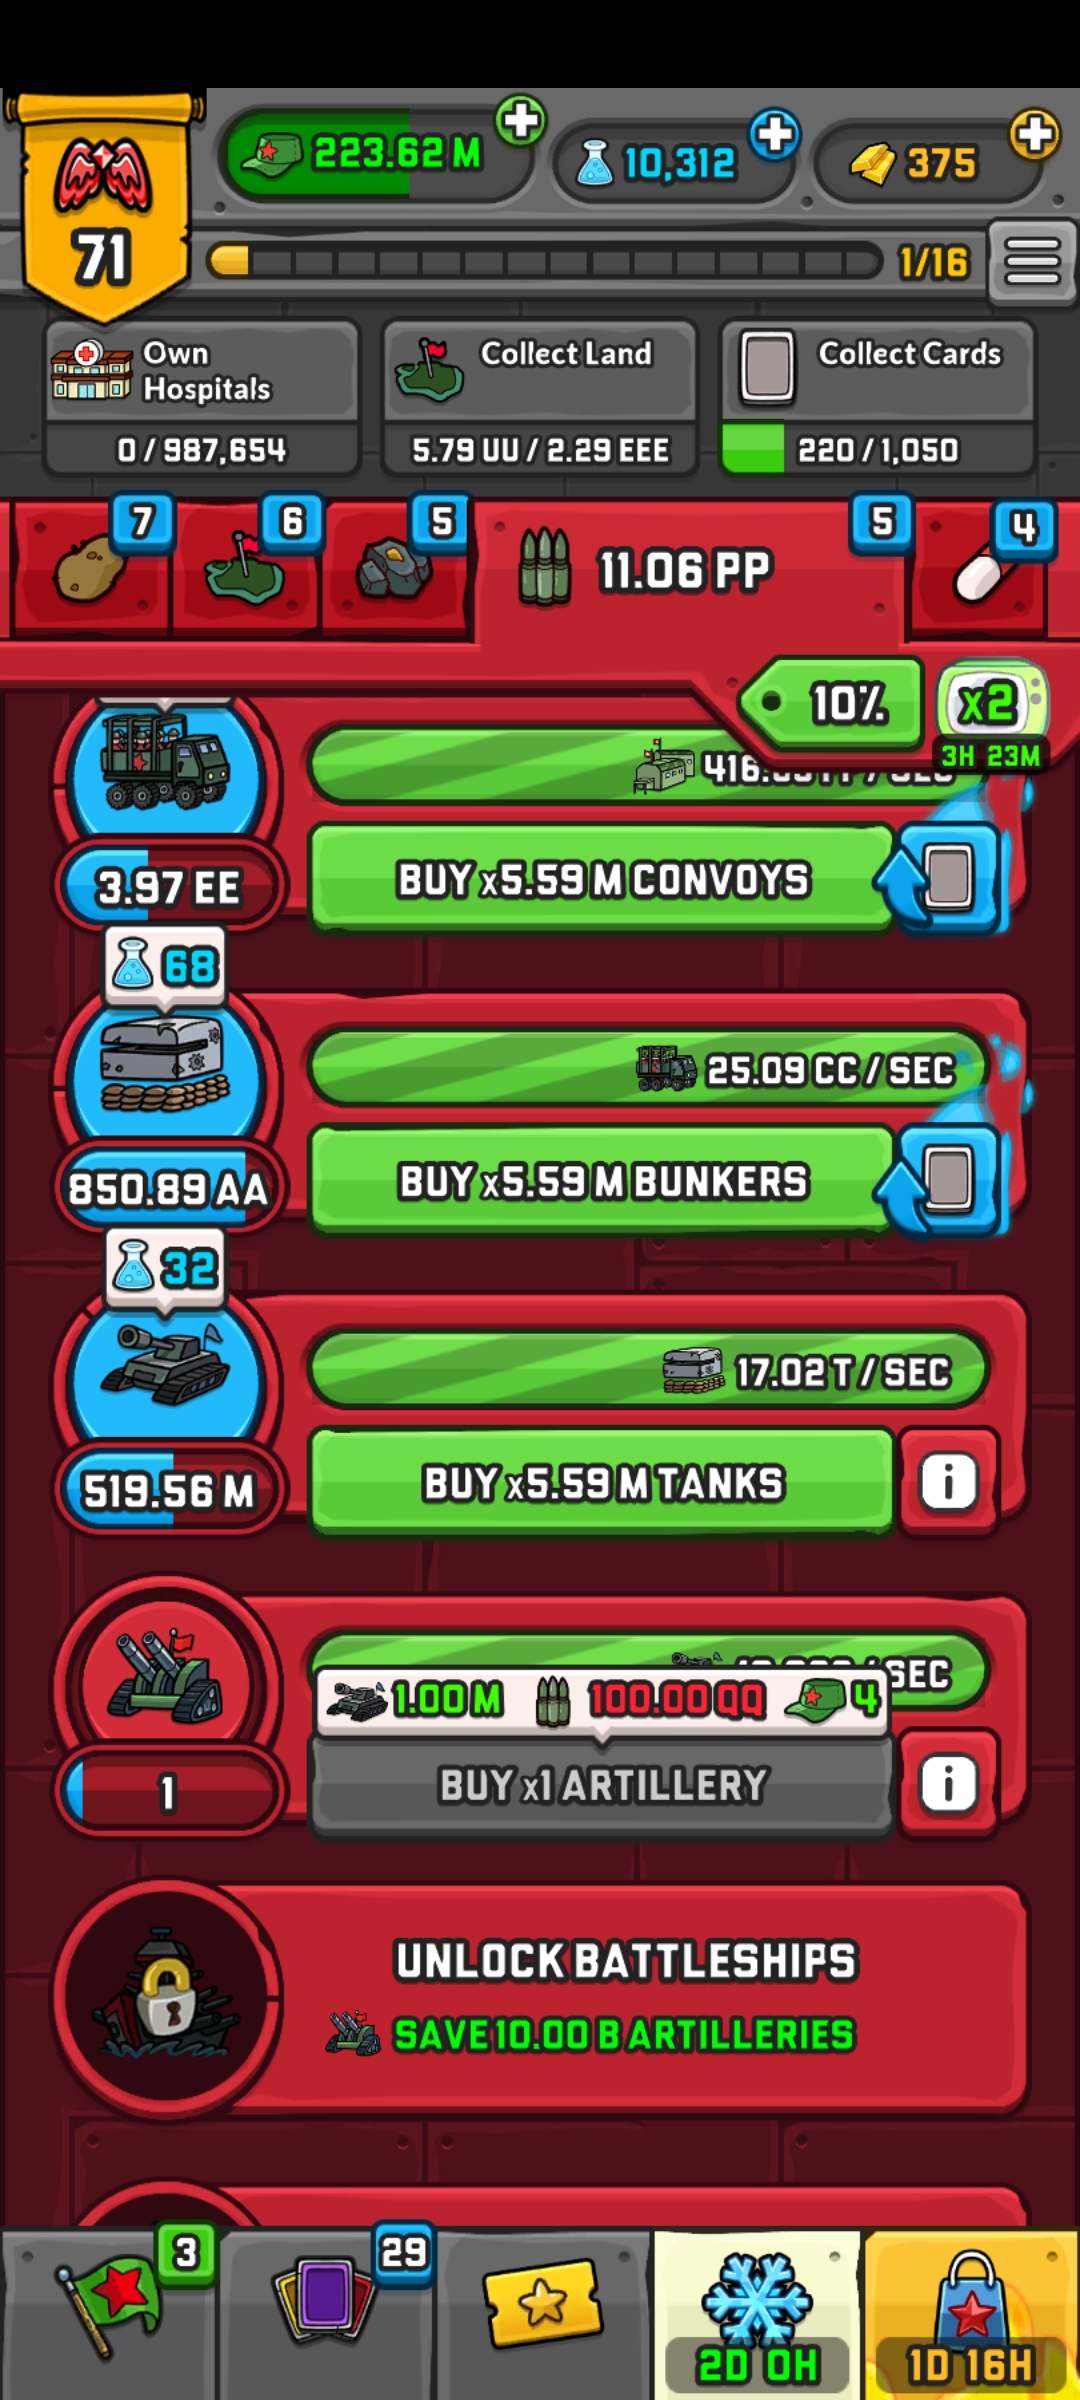 71
223.62 M
10,312
375
1/16
Own
Hospitals
0 / 987,654
Collect Land
5.79 UU / 2.29 EEE
Collect Cards
220 / 1,050
7
6
5
11.06 PP
5
4
10%
x2
3H 23M
3.97 EE
BUY x5.59 M CONVOYS
68
25.09 CC / SEC
850.89 AA
BUY x5.59 M BUNKERS
32
17.02 T / SEC
519.56 M
BUY x5.59 M TANKS
i
SEC
1.00 M
100.00 QQ
4
1
BUY x1 ARTILLERY
i
UNLOCK BATTLESHIPS
SAVE 10.00 B ARTILLERIES
3
29
2D 0H
1D 16H